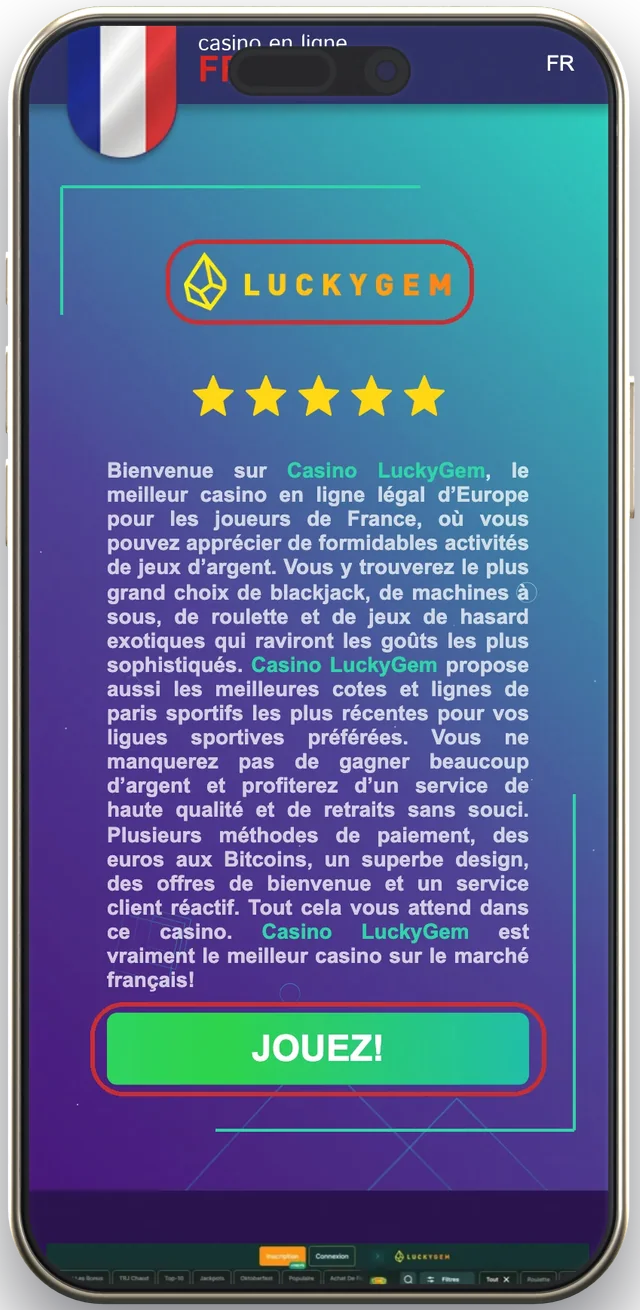 casino en ligne
FR
FR
LUCKYGEM
Bienvenue sur Casino LuckyGem, le
meilleur casino en ligne légal d’Europe
pour les joueurs de France, où vous
pouvez apprécier de formidables activités
de jeux d’argent. Vous y trouverez le plus
grand choix de blackjack, de machines à
sous, de roulette et de jeux de hasard
exotiques qui raviront les goûts les plus
sophistiqués. Casino LuckyGem propose
aussi les meilleures cotes et lignes de
paris sportifs les plus récentes pour vos
ligues sportives préférées. Vous ne
manquerez pas de gagner beaucoup
d’argent et profiterez d’un service de
haute qualité et de retraits sans souci.
Plusieurs méthodes de paiement, des
euros aux Bitcoins, un superbe design,
des offres de bienvenue et un service
client réactif. Tout cela vous attend dans
ce casino. Casino LuckyGem est
vraiment le meilleur casino sur le marché
français!
JOUEZ!
Inscription Connexion LUCKYGEM
Top-10 Jackpots Oktoberfest Populaire Achat De Filtres Tout Roulette